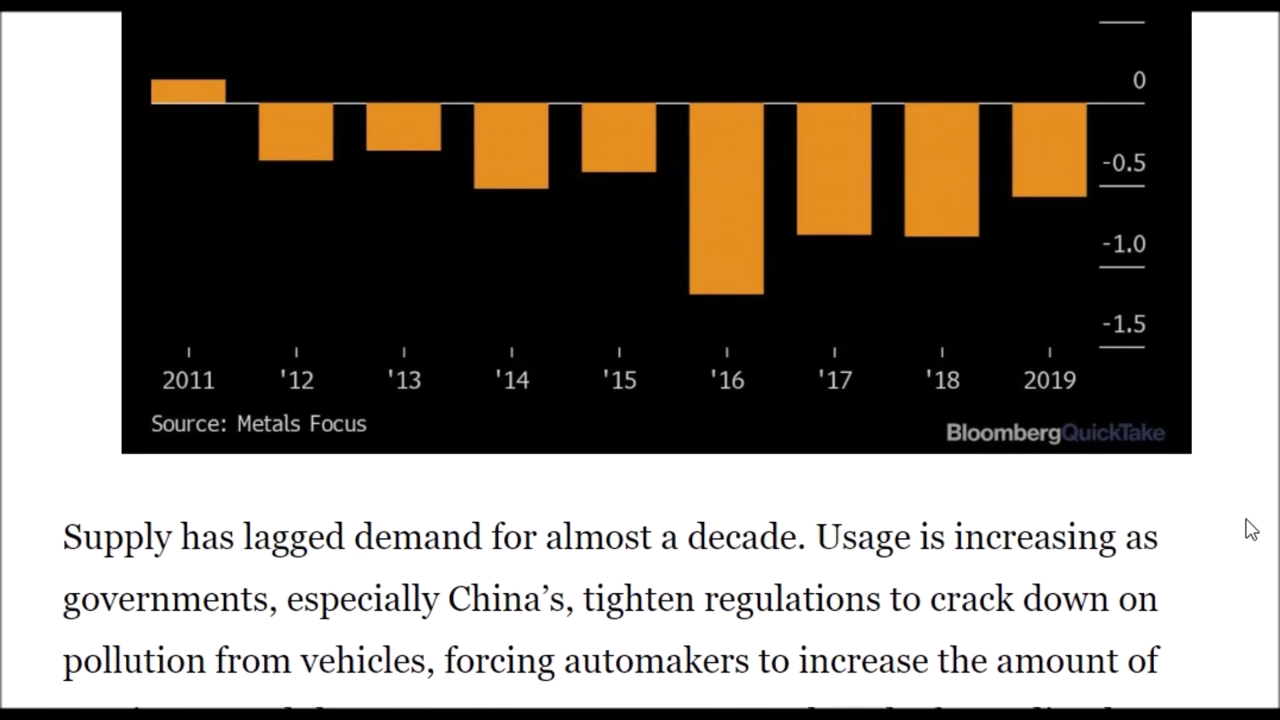 0
-0.5
-1.0
-1.5
2011 '12 '13 '14 '15 '16 '17 '18 2019
Source: Metals Focus
BloombergQuickTake
Supply has lagged demand for almost a decade. Usage is increasing as
governments, especially China’s, tighten regulations to crack down on
pollution from vehicles, forcing automakers to increase the amount of